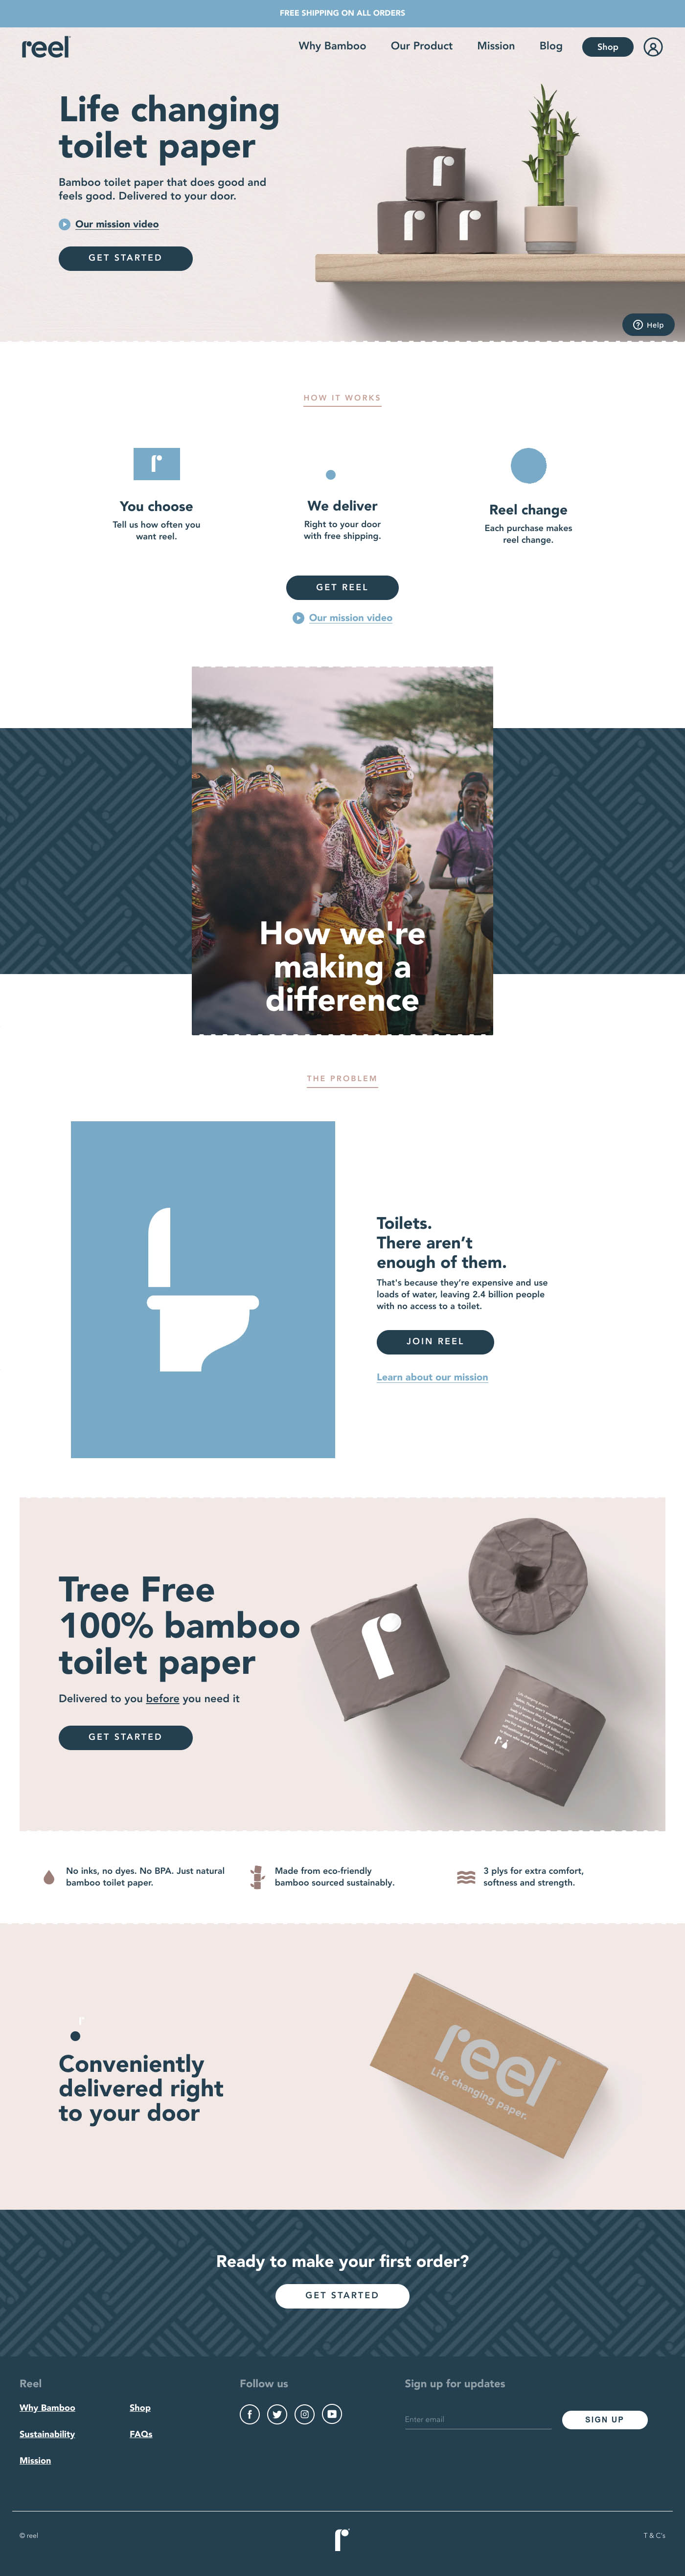 FREE SHIPPING ON ALL ORDERS
reel
Why Bamboo
Our Product
Mission
Blog
Shop
Life changing
toilet paper
Bamboo toilet paper that does good and
feels good. Delivered to your door.
Our mission video
GET STARTED
r
r r
Help
HOW IT WORKS
r
You choose
Tell us how often you
want reel.
We deliver
Right to your door
with free shipping.
Reel change
Each purchase makes
reel change.
GET REEL
Our mission video
How we're
making a
difference
THE PROBLEM
Toilets.
There aren’t
enough of them.
That's because they’re expensive and use
loads of water, leaving 2.4 billion people
with no access to a toilet.
JOIN REEL
Learn about our mission
Tree Free
100% bamboo
toilet paper
Delivered to you before you need it
GET STARTED
r
No inks, no dyes. No BPA. Just natural
bamboo toilet paper.
Made from eco-friendly
bamboo sourced sustainably.
3 plys for extra comfort,
softness and strength.
r
Conveniently
delivered right
to your door
reel
Life changing paper.
Ready to make your first order?
GET STARTED
Reel
Why Bamboo
Shop
Sustainability
FAQs
Mission
Follow us
Sign up for updates
Enter email
SIGN UP
© reel
r
T & C's